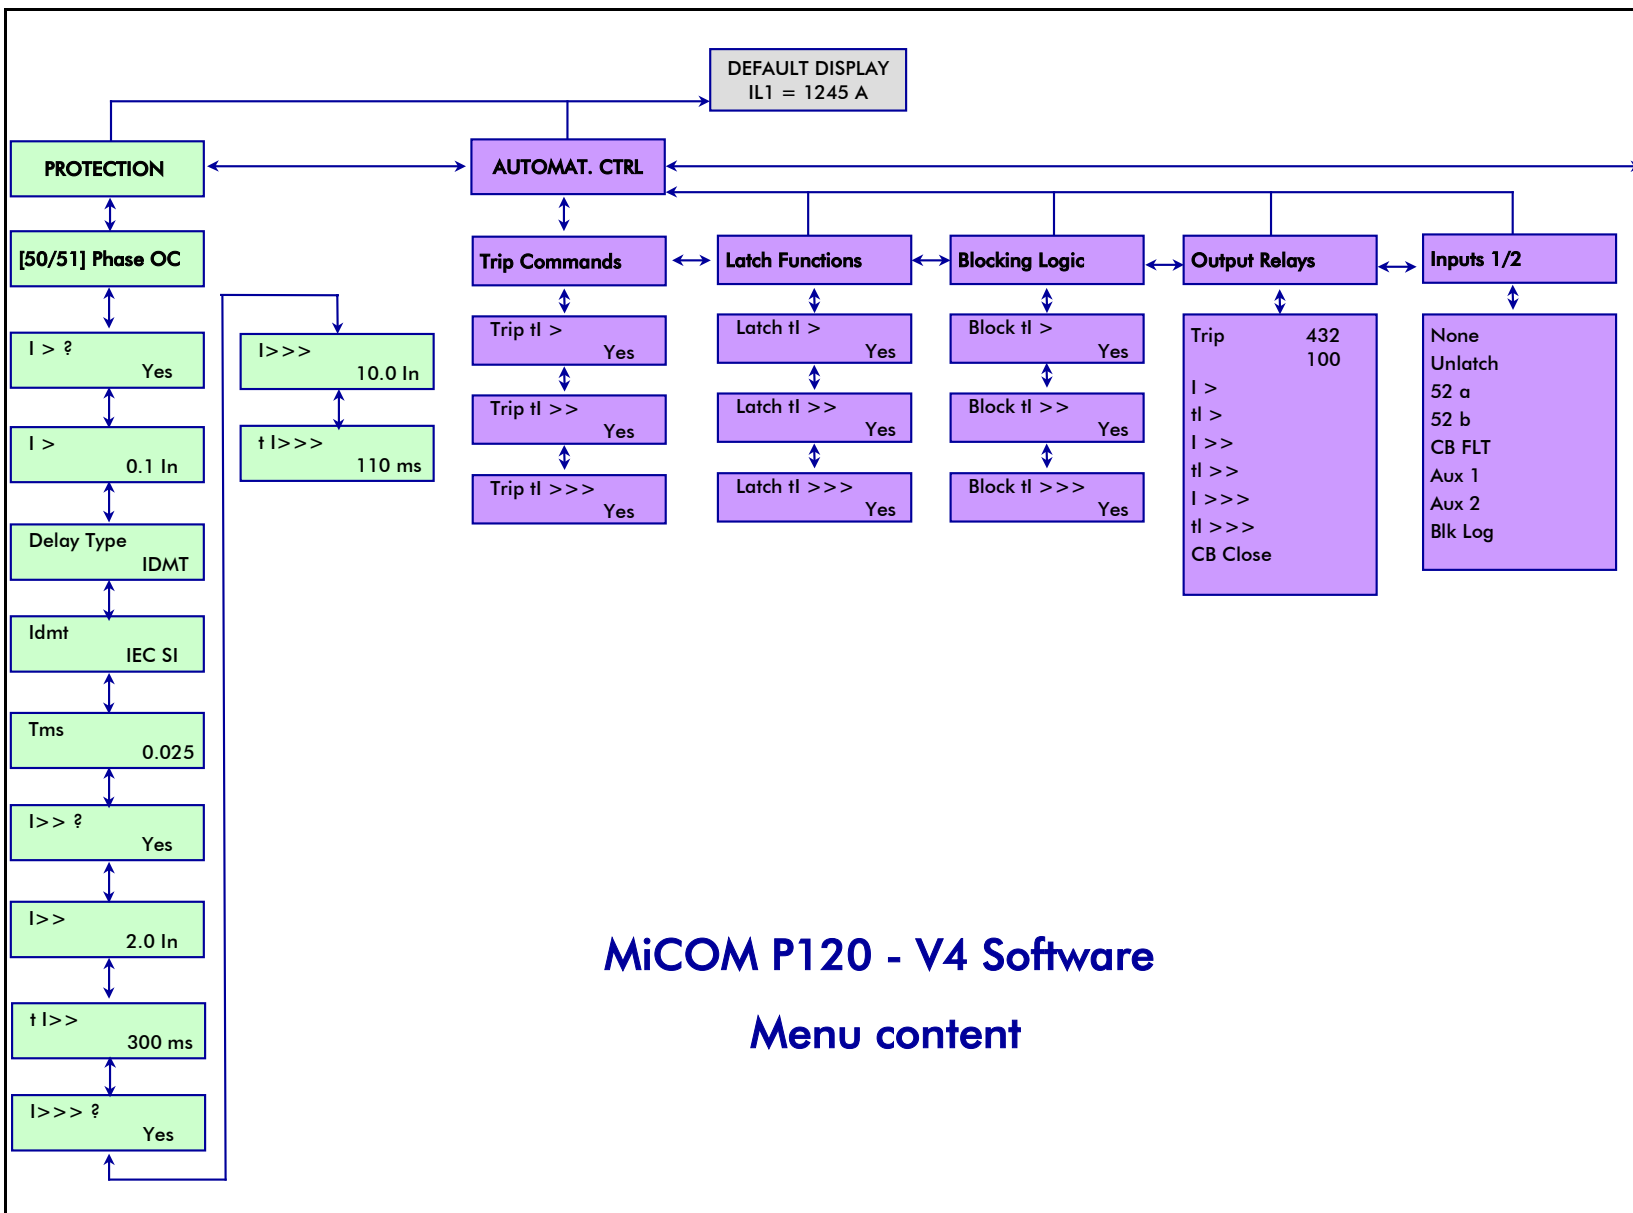 DEFAULT DISPLAY
IL1 = 1245 A
PROTECTION
AUTOMAT. CTRL
[50/51] Phase OC
I > ?
Yes
I >
0.1 In
Delay Type
IDMT
Idmt
IEC SI
Tms
0.025
I>> ?
Yes
I>>
2.0 In
t I>>
300 ms
I>>> ?
Yes
I>>>
10.0 In
t I>>>
110 ms
Trip Commands
Trip tI >
Yes
Trip tI >>
Yes
Trip tI >>>
Yes
Latch Functions
Latch tI >
Yes
Latch tI >>
Yes
Latch tI >>>
Yes
Blocking Logic
Block tI >
Yes
Block tI >>
Yes
Block tI >>>
Yes
Output Relays
Trip 432
100
I >
tI >
I >>
tI >>
I >>>
tI >>>
CB Close
Inputs 1/2
None
Unlatch
52 a
52 b
CB FLT
Aux 1
Aux 2
Blk Log
MiCOM P120 - V4 Software
Menu content